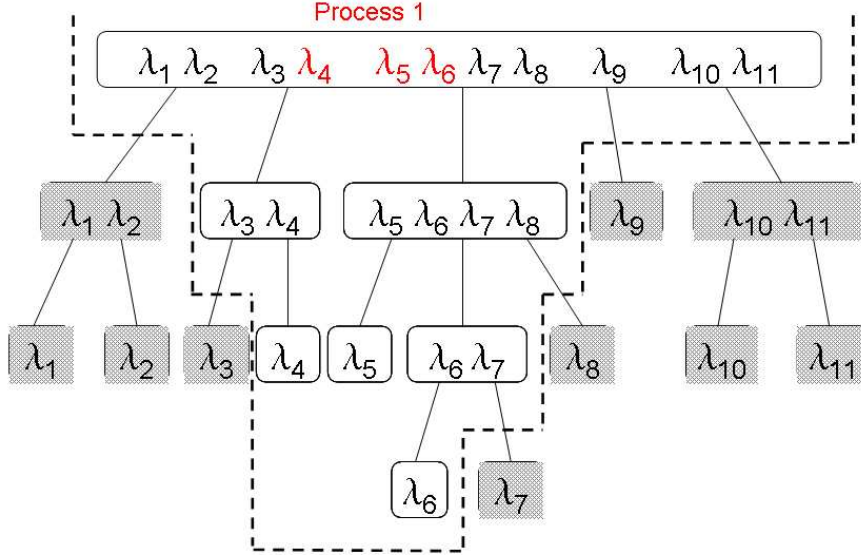 Process 1
λ₁ λ₂ λ₃ λ₄ λ₅ λ₆ λ₇ λ₈ λ₉ λ₁₀ λ₁₁
λ₁ λ₂ λ₃ λ₄ λ₅ λ₆ λ₇ λ₈ λ₉ λ₁₀ λ₁₁
λ₁ λ₂ λ₃ λ₄ λ₅ λ₆ λ₇ λ₈ λ₁₀ λ₁₁
λ₆ λ₇